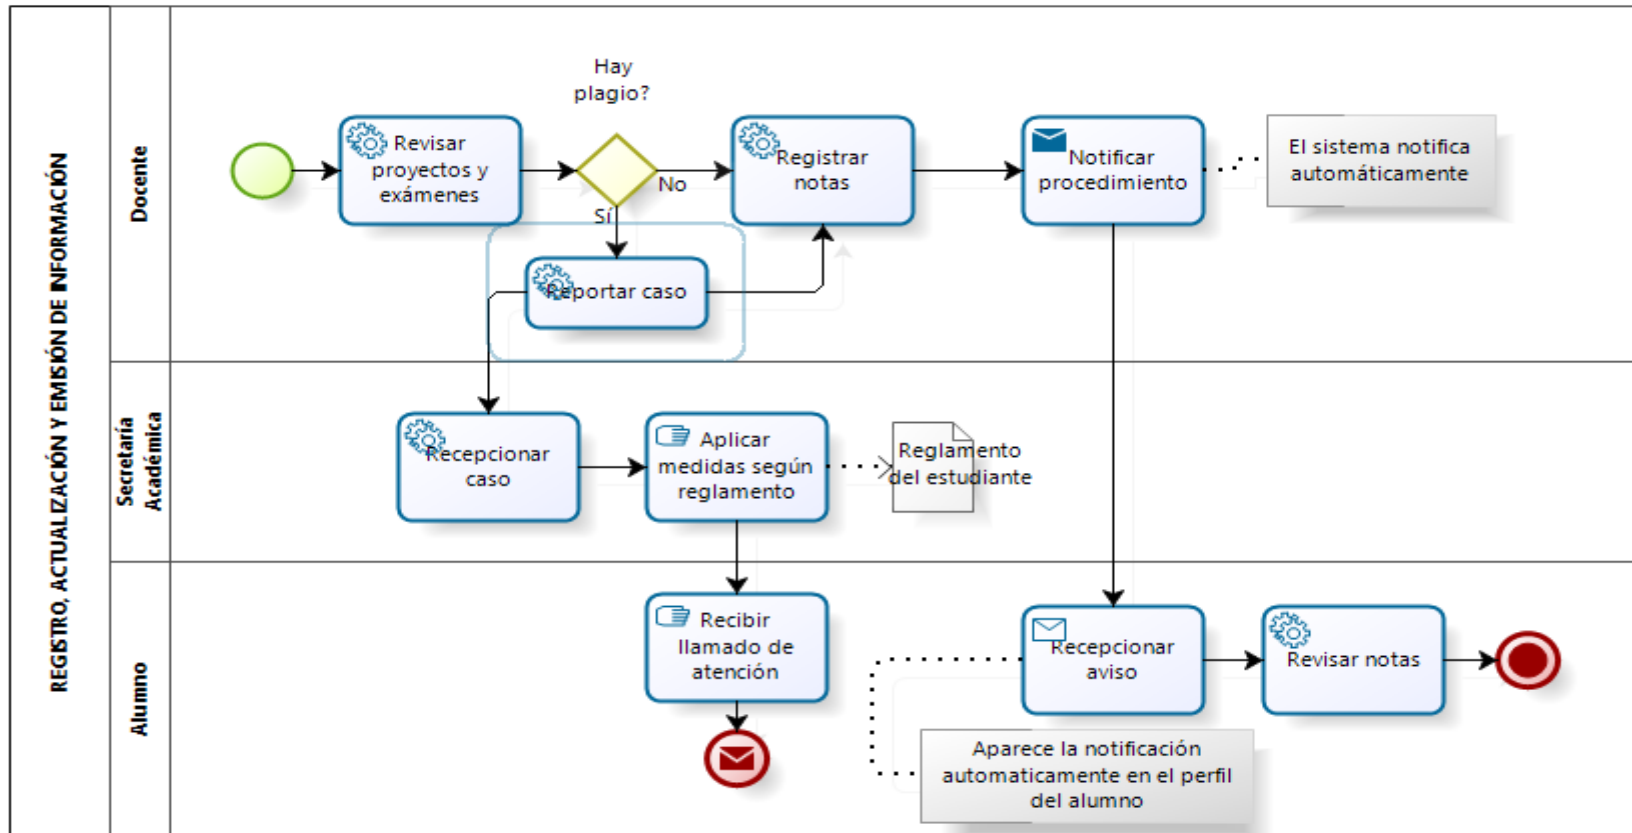 REGISTRO, ACTUALIZACIÓN Y EMISIÓN DE INFORMACIÓN
Docente
Hay
plagio?
Revisar
proyectos y
exámenes
No
Sí
Registrar
notas
Notificar
procedimiento
El sistema notifica
automáticamente
Reportar caso
Secretaría
Académica
Recepcionar
caso
Aplicar
medidas según
reglamento
Reglamento
del estudiante
Alumno
Recibir
llamado de
atención
Recepcionar
aviso
Revisar notas
Aparece la notificación
automaticamente en el perfil
del alumno